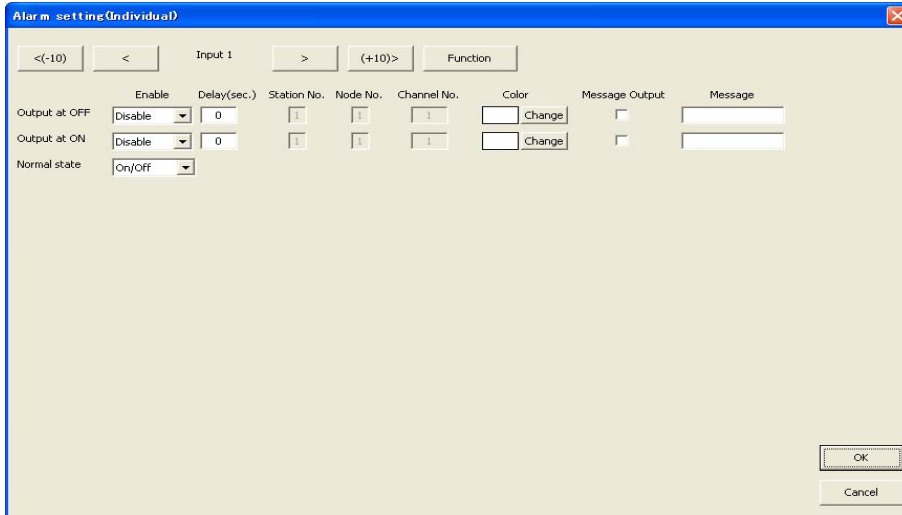 Alarm setting(Individual)
<(-10) < Input 1 > (+10)> Function
Enable Delay(sec.) Station No. Node No. Channel No. Color Message Output Message
Output at OFF Disable 0 1 1 1 Change
Output at ON Disable 0 1 1 1 Change
Normal state On/Off
OK
Cancel